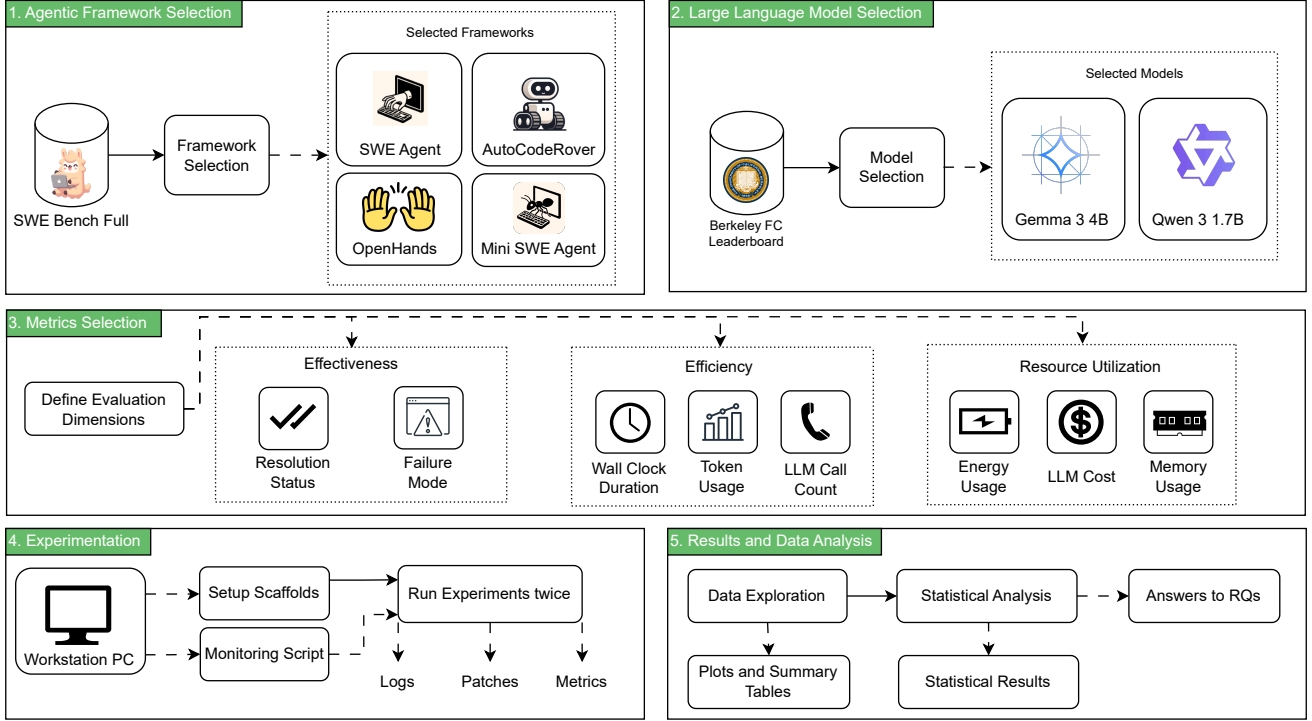 1. Agentic Framework Selection
Selected Frameworks
SWE Agent
AutoCodeRover
OpenHands
Mini SWE Agent
Framework
Selection
SWE Bench Full
2. Large Language Model Selection
Selected Models
Gemma 3 4B
Qwen 3 1.7B
Model
Selection
Berkeley FC
Leaderboard
3. Metrics Selection
Define Evaluation
Dimensions
Effectiveness
Resolution
Status
Failure
Mode
Efficiency
Wall Clock
Duration
Token
Usage
LLM Call
Count
Resource Utilization
Energy
Usage
LLM Cost
Memory
Usage
4. Experimentation
Workstation PC
Setup Scaffolds
Monitoring Script
Run Experiments twice
Logs
Patches
Metrics
5. Results and Data Analysis
Data Exploration
Statistical Analysis
Answers to RQs
Plots and Summary
Tables
Statistical Results